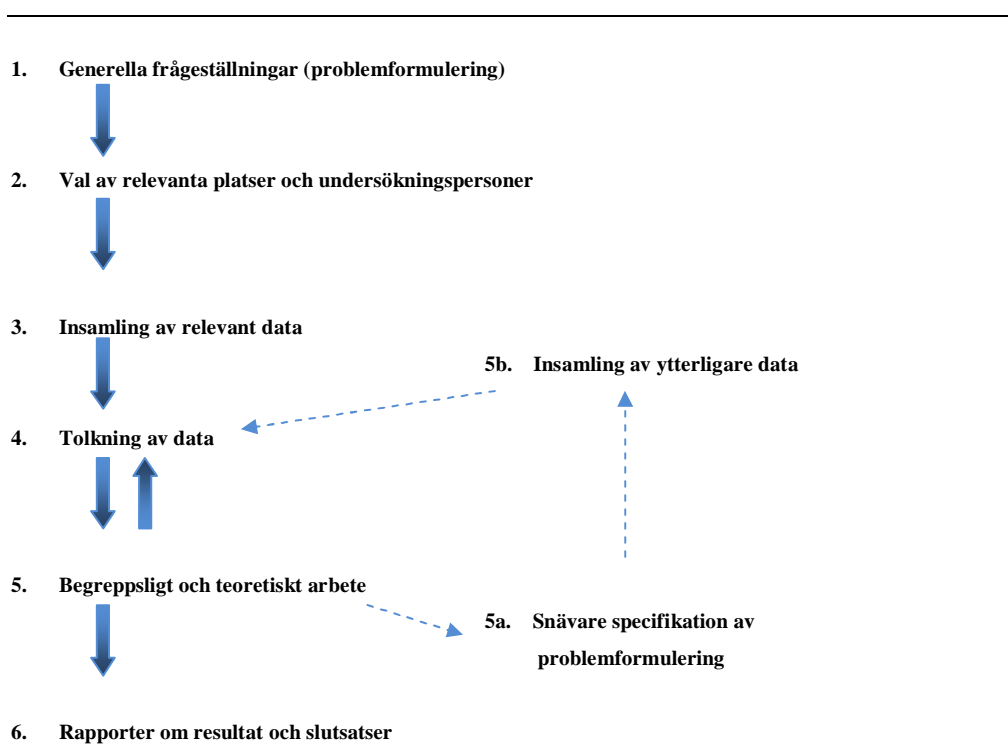 1. Generella frågeställningar (problemformulering)
2. Val av relevanta platser och undersökningspersoner
3. Insamling av relevant data
5b. Insamling av ytterligare data
4. Tolkning av data
5. Begreppsligt och teoretiskt arbete
5a. Snävare specifikation av
problemformulering
6. Rapporter om resultat och slutsatser